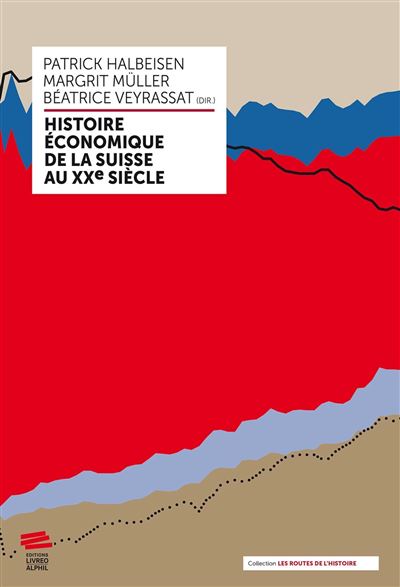 PATRICK HALBEISEN
MARGRIT MÜLLER
BÉATRICE VEYRASSAT (DIR.)
HISTOIRE
ÉCONOMIQUE
DE LA SUISSE
AU XXe SIÈCLE
EDITIONS
LIVREO
ALPHIL
Collection LES ROUTES DE L'HISTOIRE